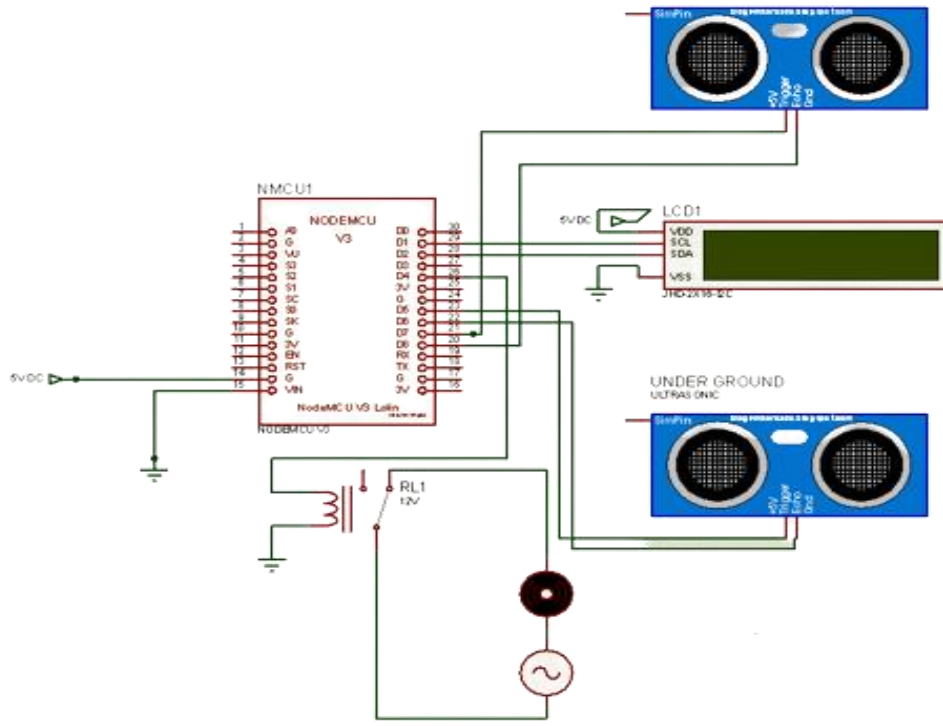 SimPin
+5V
Trigger
Echo
Gnd
NMCU1
NODEMCU
V3
1 A0
2 G
3 VU
4 S3
5 S2
6 S1
7 SC
8 S0
9 SK
10 G
11 3V
12 EN
13 RST
14 G
15 VIN
D0 30
D1 29
D2 28
D3 27
D4 26
3V 25
G 24
D5 23
D6 22
D7 21
D8 20
RX 19
TX 18
G 17
3V 16
NodeMCU V3 Lolin
NODEMCU V3
5VDC
5VDC
LCD1
VDD
SCL
SDA
VSS
JHD-2X16-I2C
UNDER GROUND
ULTRASONIC
SimPin
+5V
Trigger
Echo
Gnd
RL1
12V